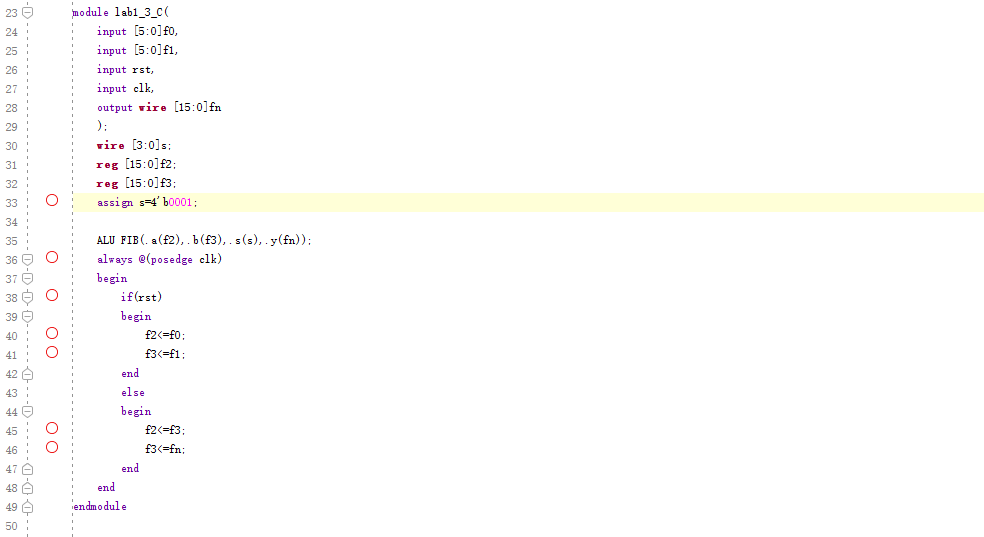 23 module lab1_3_C(
24 input [5:0]f0,
25 input [5:0]f1,
26 input rst,
27 input clk,
28 output wire [15:0]fn
29 );
30 wire [3:0]s;
31 reg [15:0]f2;
32 reg [15:0]f3;
33 assign s=4'b0001;
34
35 ALU FIB(.a(f2),.b(f3),.s(s),.y(fn));
36 always @(posedge clk)
37 begin
38 if(rst)
39 begin
40 f2<=f0;
41 f3<=f1;
42 end
43 else
44 begin
45 f2<=f3;
46 f3<=fn;
47 end
48 end
49 endmodule
50